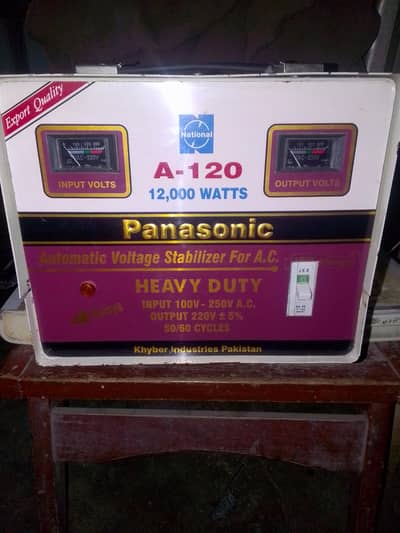 Export Quality
National
A-120
12,000 WATTS
INPUT VOLTS
OUTPUT VOLTS
Panasonic
Automatic Voltage Stabilizer For A.C.
HEAVY DUTY
INPUT 100V - 250V A.C.
OUTPUT 220V ± 5%
50/60 CYCLES
Khyber Industries Pakistan